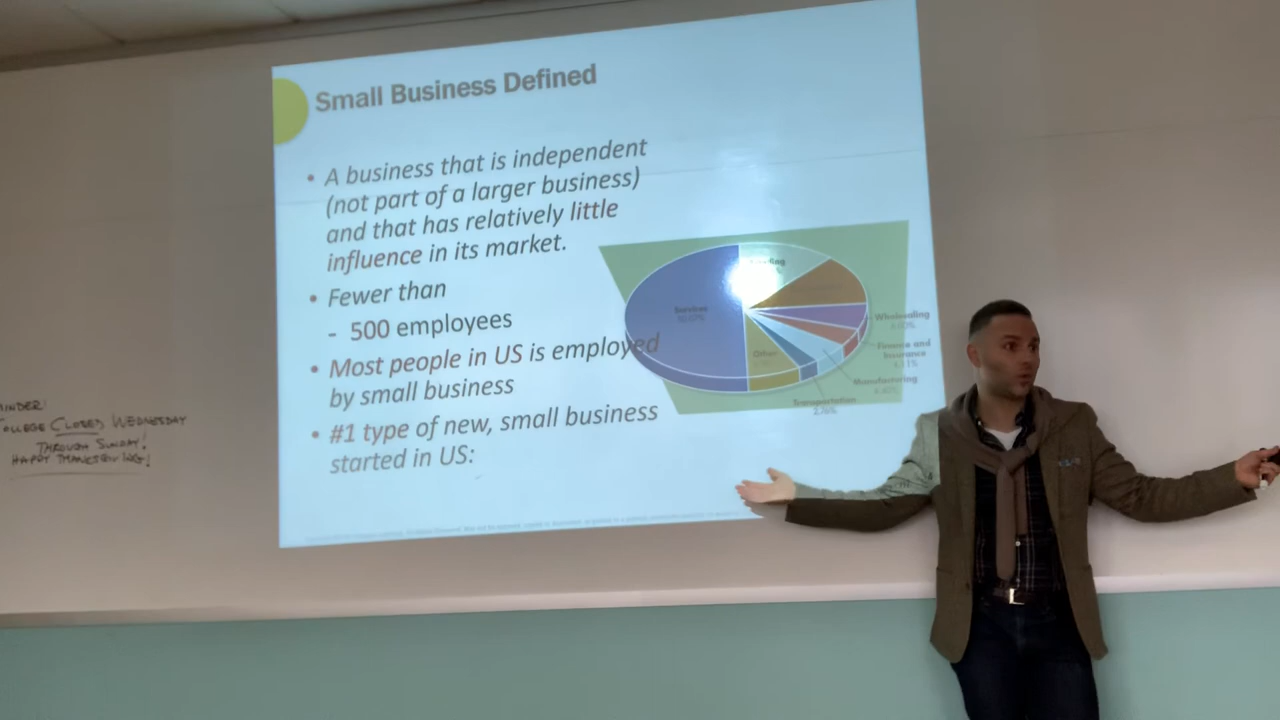 Small Business Defined
• A business that is independent
(not part of a larger business)
and that has relatively little
influence in its market.
• Fewer than
- 500 employees
• Most people in US is employed
by small business
• #1 type of new, small business
started in US:
Services
Other
Wholesaling
Finance and
Insurance
Manufacturing
Transportation
INDER!
OLLEGE CLOSED WEDNESDAY
THROUGH SUNDAY!
HAPPY THANKSGIVING!